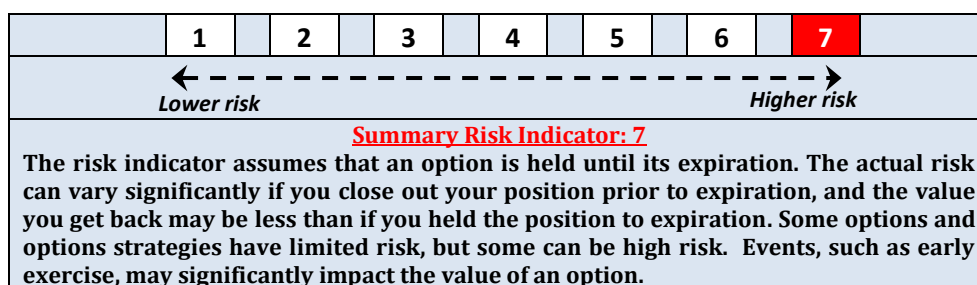 1 2 3 4 5 6 7
Lower risk Higher risk
Summary Risk Indicator: 7
The risk indicator assumes that an option is held until its expiration. The actual risk
can vary significantly if you close out your position prior to expiration, and the value
you get back may be less than if you held the position to expiration. Some options and
options strategies have limited risk, but some can be high risk. Events, such as early
exercise, may significantly impact the value of an option.